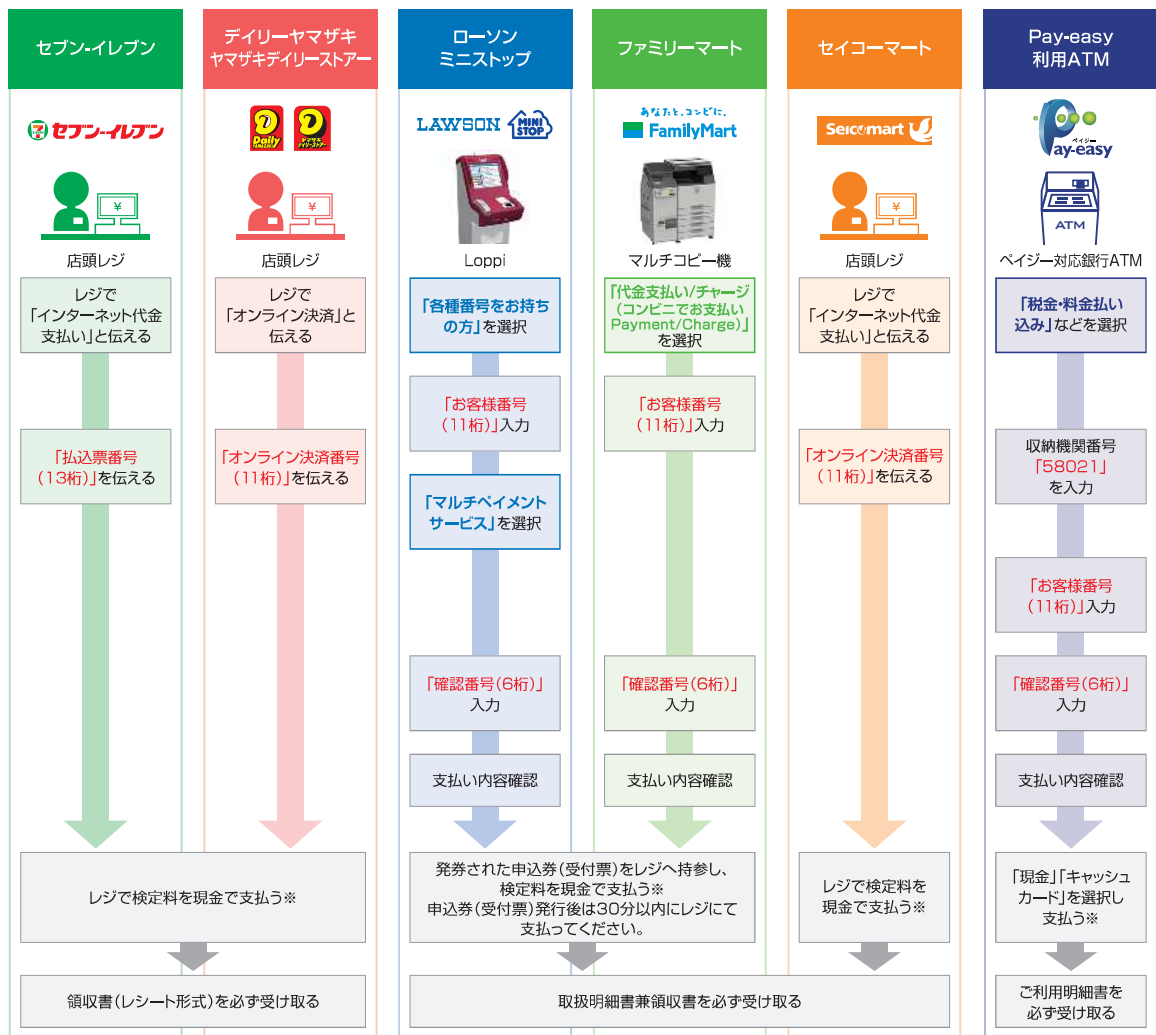 セブン-イレブン
デイリーヤマザキ
ヤマザキデイリーストアー
ローソン
ミニストップ
ファミリーマート
セイコーマート
Pay-easy
利用ATM
セブン-イレブン
Daily
YAMAZAKI
ヤマザキ
デイリーストアー
LAWSON
MINI
STOP
あなたと、コンビに、
FamilyMart
Seicomart
ペイジー
Pay-easy
¥
¥
¥
ATM
店頭レジ
店頭レジ
Loppi
マルチコピー機
店頭レジ
ペイジー対応銀行ATM
レジで
「インターネット代金
支払い」と伝える
レジで
「オンライン決済」と
伝える
「各種番号をお持ち
の方」を選択
「代金支払い/チャージ
(コンビニでお支払い
Payment/Charge)」
を選択
レジで
「インターネット代金
支払い」と伝える
「税金・料金払い
込み」などを選択
「お客様番号
(11桁)」入力
「お客様番号
(11桁)」入力
「払込票番号
(13桁)」を伝える
「オンライン決済番号
(11桁)」を伝える
「マルチペイメント
サービス」を選択
「オンライン決済番号
(11桁)」を伝える
収納機関番号
「58021」
を入力
「お客様番号
(11桁)」入力
「確認番号(6桁)」
入力
「確認番号(6桁)」
入力
「確認番号(6桁)」
入力
支払い内容確認
支払い内容確認
支払い内容確認
レジで検定料を現金で支払う※
発券された申込券(受付票)をレジへ持参し、
検定料を現金で支払う※
申込券(受付票)発行後は30分以内にレジにて
支払ってください。
レジで検定料を
現金で支払う※
「現金」「キャッシュ
カード」を選択し
支払う※
領収書(レシート形式)を必ず受け取る
取扱明細書兼領収書を必ず受け取る
ご利用明細書を
必ず受け取る